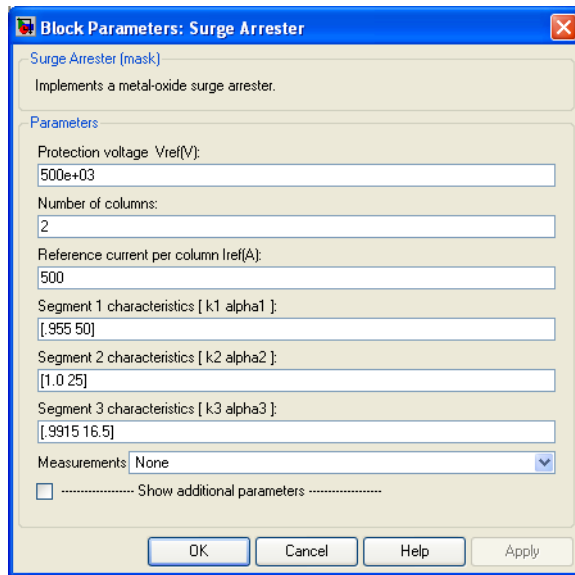 Block Parameters: Surge Arrester
Surge Arrester (mask)
Implements a metal-oxide surge arrester.
Parameters
Protection voltage Vref(V):
500e+03
Number of columns:
2
Reference current per column Iref(A):
500
Segment 1 characteristics [ k1 alpha1 ]:
[.955 50]
Segment 2 characteristics [ k2 alpha2 ]:
[1.0 25]
Segment 3 characteristics [ k3 alpha3 ]:
[.9915 16.5]
Measurements None
------------------ Show additional parameters ------------------
OK Cancel Help Apply